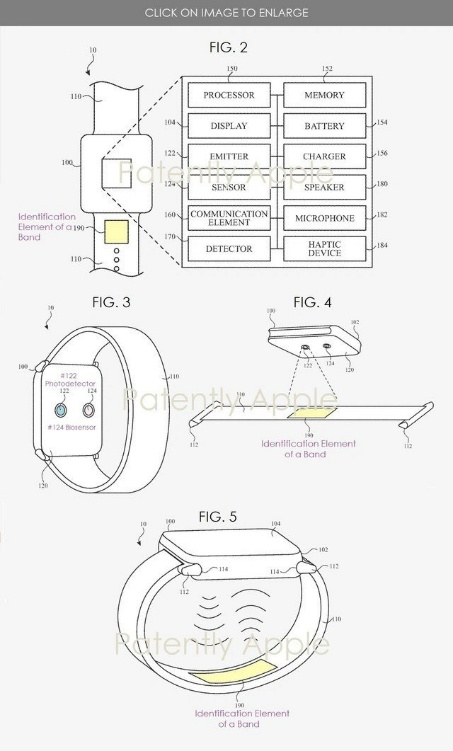 CLICK ON IMAGE TO ENLARGE
FIG. 2
10
110
100
150
152
PROCESSOR
MEMORY
104
DISPLAY
BATTERY
154
122
EMITTER
CHARGER
156
Patently Apple
124
SENSOR
SPEAKER
180
160
COMMUNICATION
ELEMENT
MICROPHONE
182
170
DETECTOR
HAPTIC
DEVICE
184
Identification
Element of a
Band
190
110
FIG. 3
10
100
110
#122
Photodetector
122
124
#124 Biosensor
120
Patently Apple
FIG. 4
100
102
122
124
120
110
112
190
112
Identification Element
of a Band
FIG. 5
10
100
104
102
114
114
112
112
110
Patently Apple
190
Identification Element
of a Band